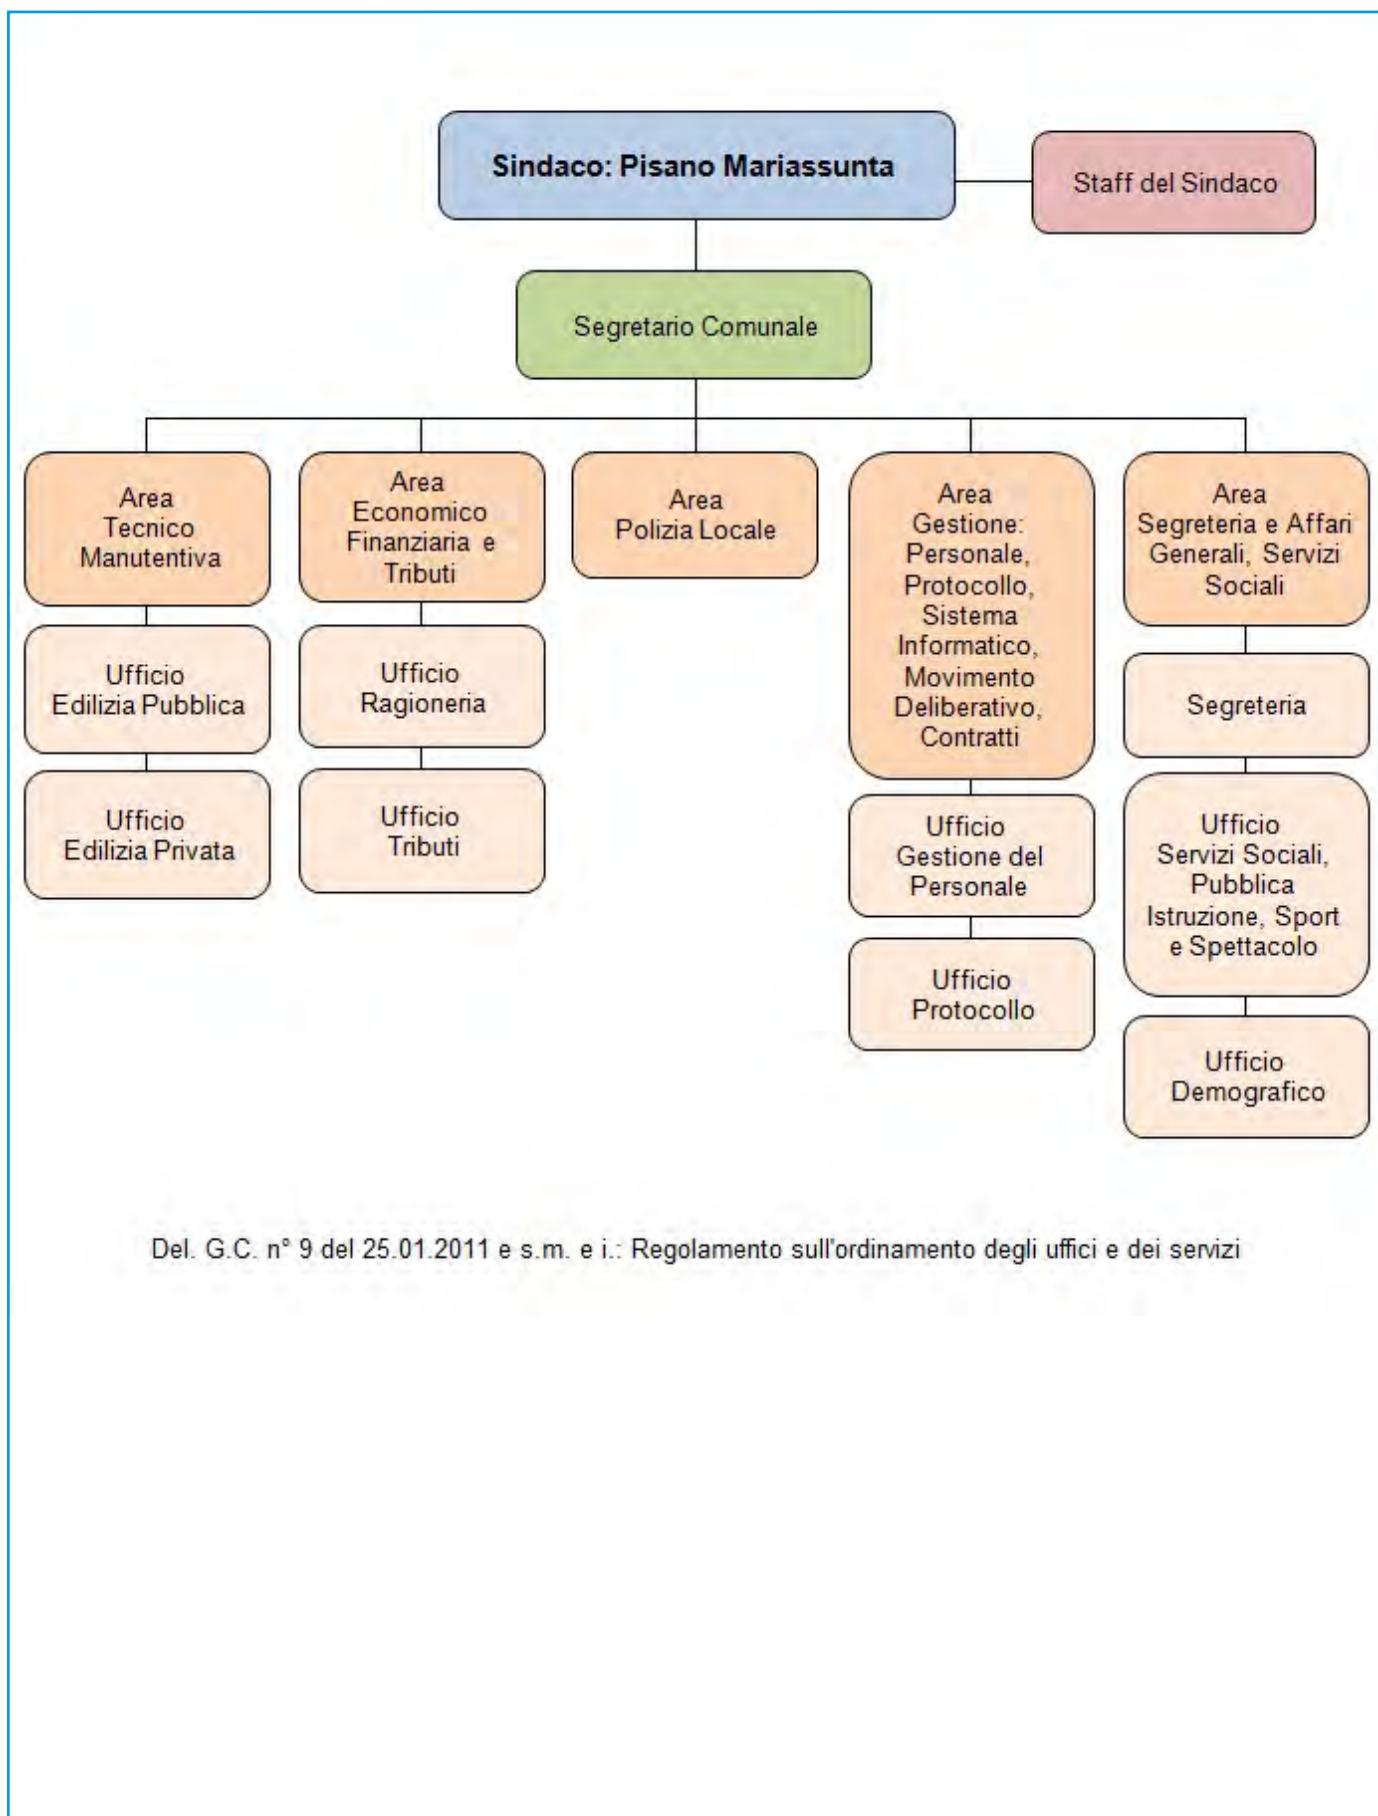 Sindaco: Pisano Mariassunta
Staff del Sindaco
Segretario Comunale
Area
Tecnico
Manutentiva
Ufficio
Edilizia Pubblica
Ufficio
Edilizia Privata
Area
Economico
Finanziaria e
Tributi
Ufficio
Ragioneria
Ufficio
Tributi
Area
Polizia Locale
Area
Gestione:
Personale,
Protocollo,
Sistema
Informatico,
Movimento
Deliberativo,
Contratti
Ufficio
Gestione del
Personale
Ufficio
Protocollo
Area
Segreteria e Affari
Generali, Servizi
Sociali
Segreteria
Ufficio
Servizi Sociali,
Pubblica
Istruzione, Sport
e Spettacolo
Ufficio
Demografico
Del. G.C. n° 9 del 25.01.2011 e s.m. e i.: Regolamento sull'ordinamento degli uffici e dei servizi